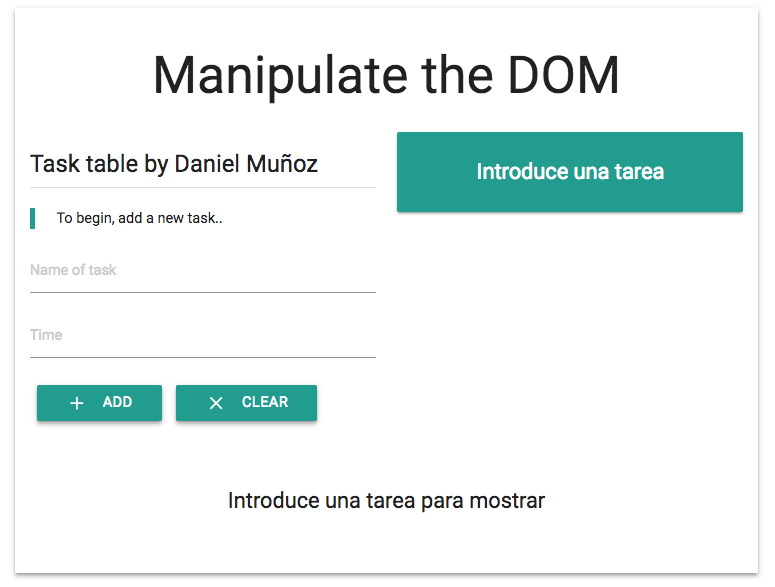 Manipulate the DOM
Task table by Daniel Muñoz
To begin, add a new task..
Name of task
Time
ADD
CLEAR
Introduce una tarea
Introduce una tarea para mostrar